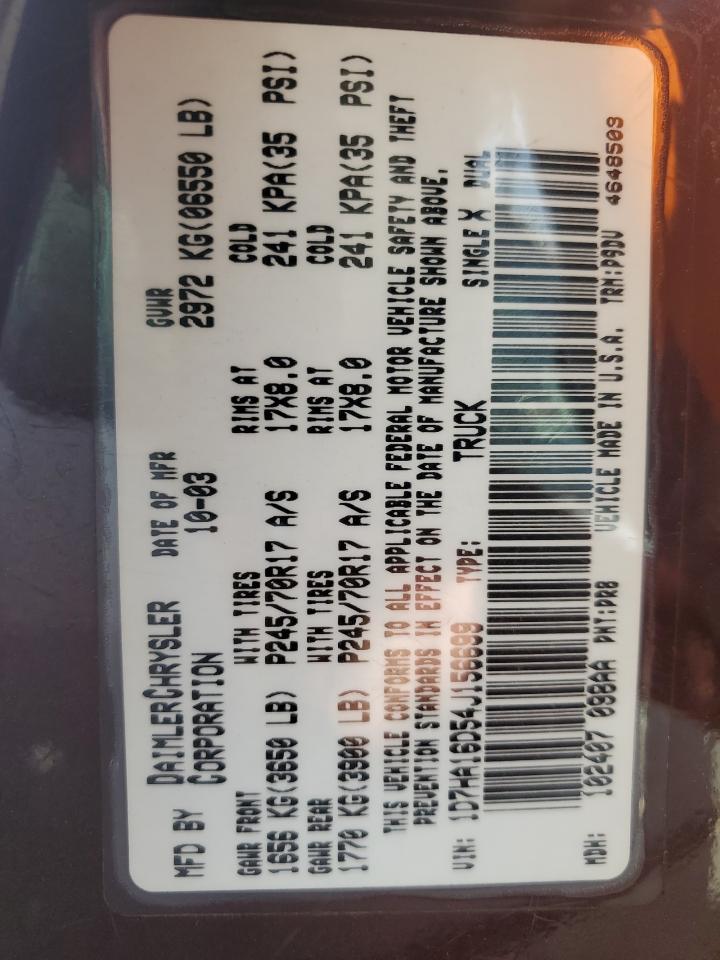 MFD BY DAIMLERCHRYSLER CORPORATION
DATE OF MFR 10-03
GVWR 2972 KG(06550 LB)
GAWR FRONT WITH TIRES RIMS AT COLD
1656 KG(3650 LB) P245/70R17 A/S 17X8.0 241 KPA(35 PSI)
GAWR REAR WITH TIRES RIMS AT COLD
1770 KG(3900 LB) P245/70R17 A/S 17X8.0 241 KPA(35 PSI)
THIS VEHICLE CONFORMS TO ALL APPLICABLE FEDERAL MOTOR VEHICLE SAFETY AND THEFT
PREVENTION STANDARDS IN EFFECT ON THE DATE OF MANUFACTURE SHOWN ABOVE.
VIN: 1D7HA16D54J156699 TYPE: TRUCK SINGLE X DUAL
MDH: 102407 098AA PNT:PR8 VEHICLE MADE IN U.S.A. TRM:P9DV 4648503